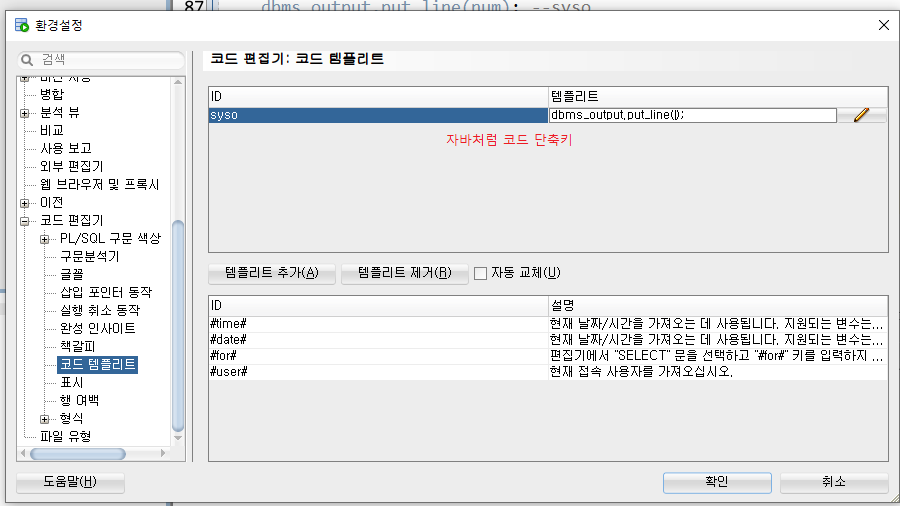 87 dbms_output.put_line(num); --syso
환경설정
검색
병합
분석 뷰
비교
사용 보고
외부 편집기
웹 브라우저 및 프록시
이전
코드 편집기
PL/SQL 구문 색상
구문분석기
글꼴
삽입 포인터 동작
실행 취소 동작
완성 인사이트
책갈피
코드 템플리트
표시
행 여백
형식
파일 유형
코드 편집기: 코드 템플리트
ID 템플리트
syso dbms_output.put_line();
자바처럼 코드 단축키
템플리트 추가(A) 템플리트 제거(R) 자동 교체(U)
ID 설명
#time# 현재 날짜/시간을 가져오는 데 사용됩니다. 지원되는 변수는...
#date# 현재 날짜/시간을 가져오는 데 사용됩니다. 지원되는 변수는...
#for# 편집기에서 "SELECT" 문을 선택하고 "#for#" 키를 입력하지 ...
#user# 현재 접속 사용자를 가져오십시오.
도움말(H) 확인 취소